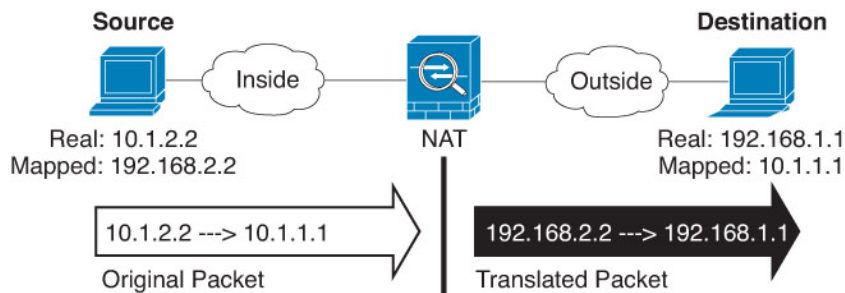 Source
Destination
Inside
Outside
Real: 10.1.2.2
Mapped: 192.168.2.2
NAT
Real: 192.168.1.1
Mapped: 10.1.1.1
10.1.2.2 ---> 10.1.1.1
192.168.2.2 ---> 192.168.1.1
Original Packet
Translated Packet